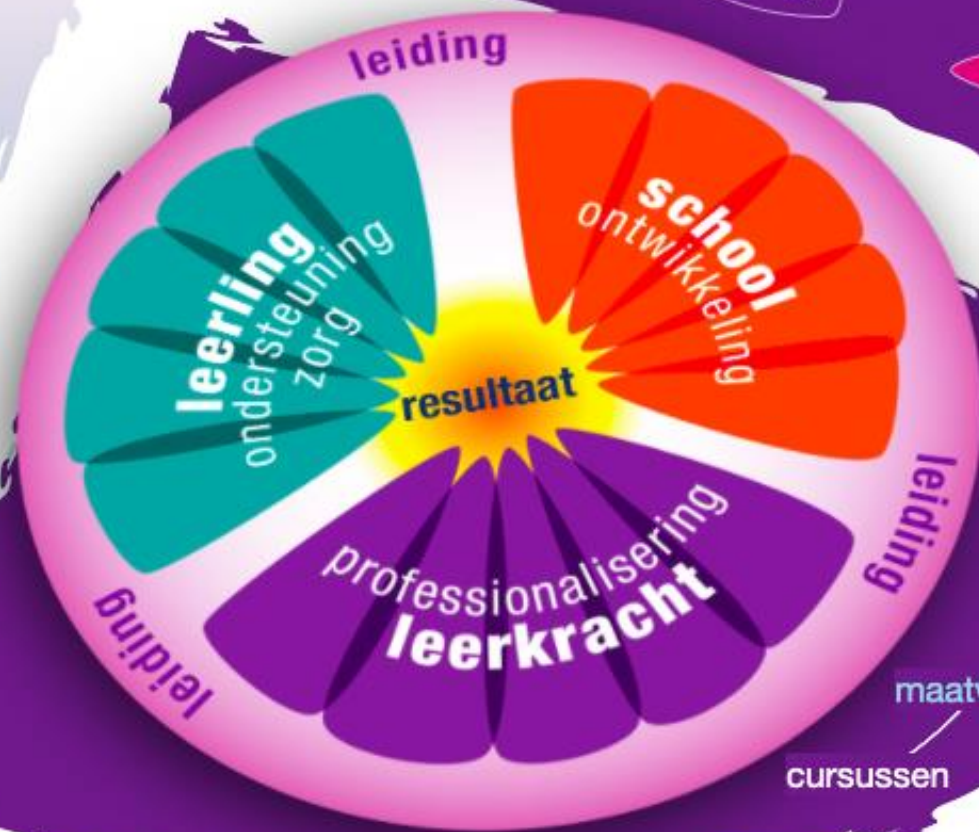 leiding
school
ontwikkeling
leerling
ondersteuning
zorg
resultaat
leiding
professionalisering
leerkracht
leiding
cursussen